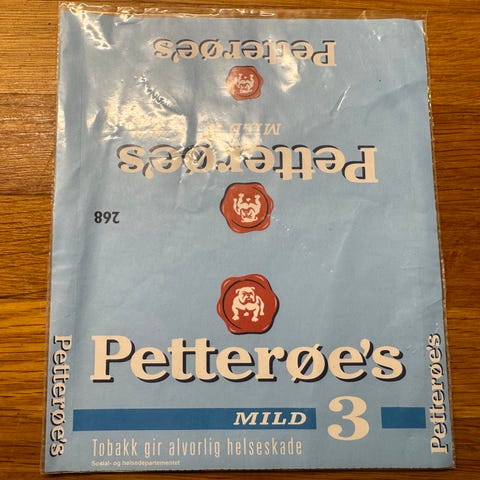 Petterøe's
MILD
Petterøe's
268
Petterøe's
MILD 3
Tobakk gir alvorlig helseskade
Sosial- og helsedepartementet
Petterøe's
Petterøe's